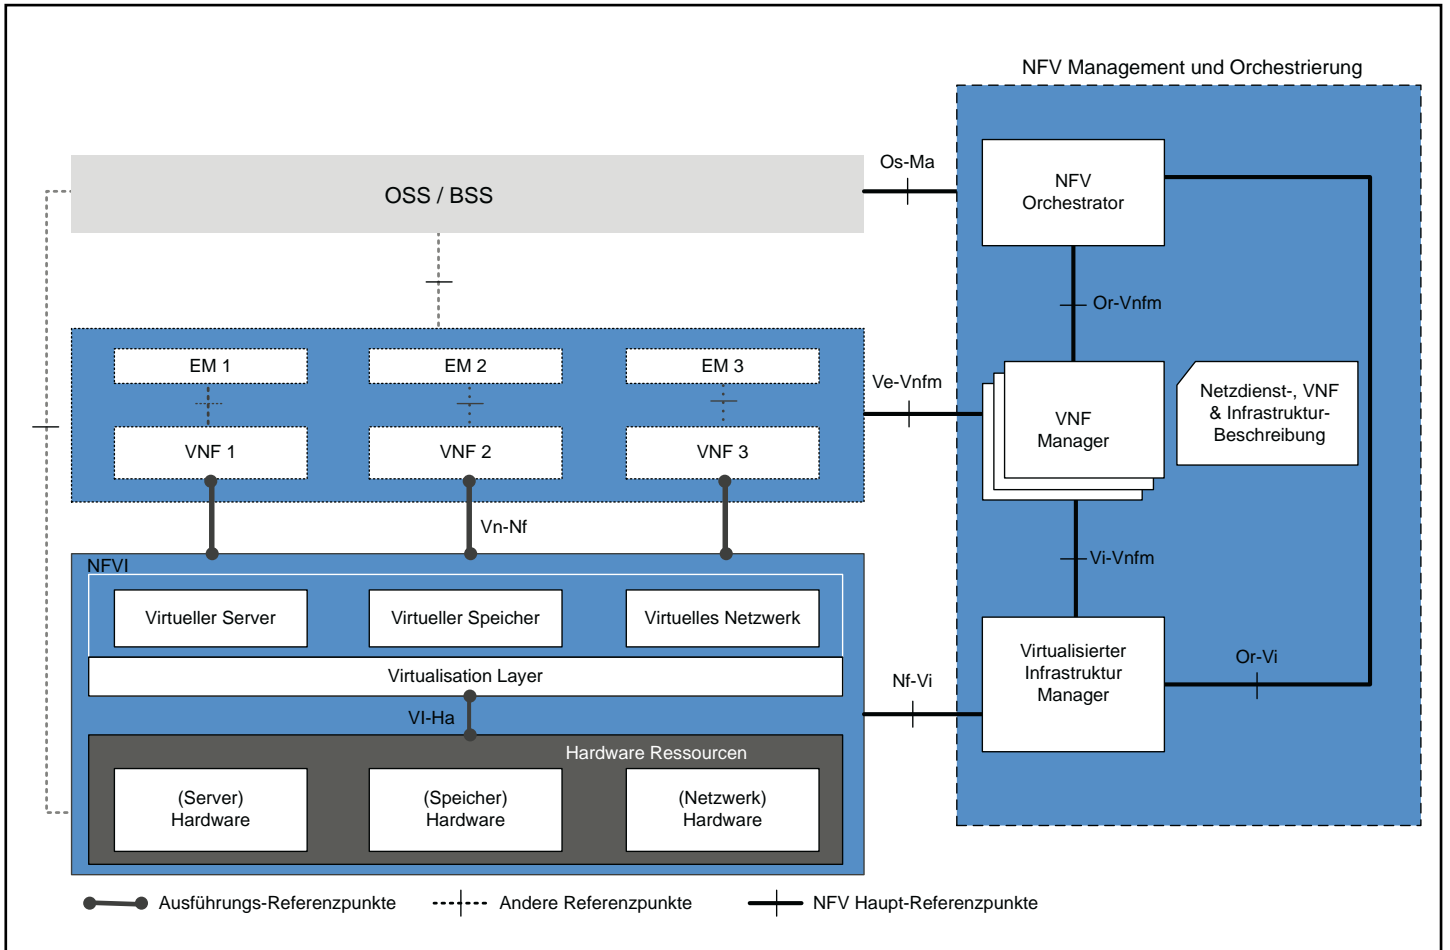 NFV Management und Orchestrierung
Os-Ma
OSS / BSS
NFV
Orchestrator
Or-Vnfm
EM 1
EM 2
EM 3
Ve-Vnfm
VNF
Manager
Netzdienst-, VNF
& Infrastruktur-
Beschreibung
VNF 1
VNF 2
VNF 3
Vn-Nf
Vi-Vnfm
NFVI
Virtueller Server
Virtueller Speicher
Virtuelles Netzwerk
Virtualisierter
Infrastruktur
Manager
Or-Vi
Virtualisation Layer
Nf-Vi
VI-Ha
Hardware Ressourcen
(Server)
Hardware
(Speicher)
Hardware
(Netzwerk)
Hardware
Ausführungs-Referenzpunkte
Andere Referenzpunkte
NFV Haupt-Referenzpunkte